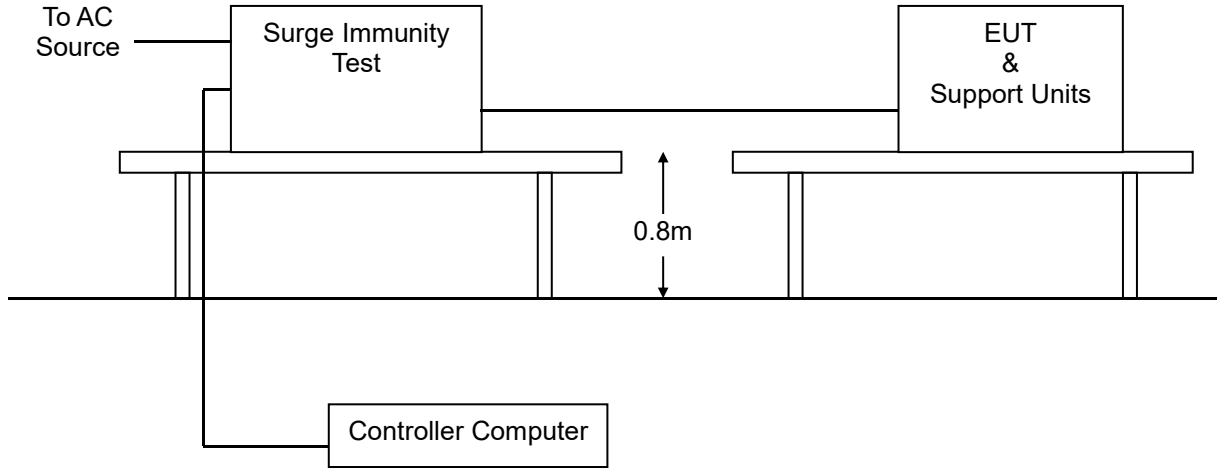 To AC
Source
Surge Immunity
Test
EUT
&
Support Units
0.8m
Controller Computer